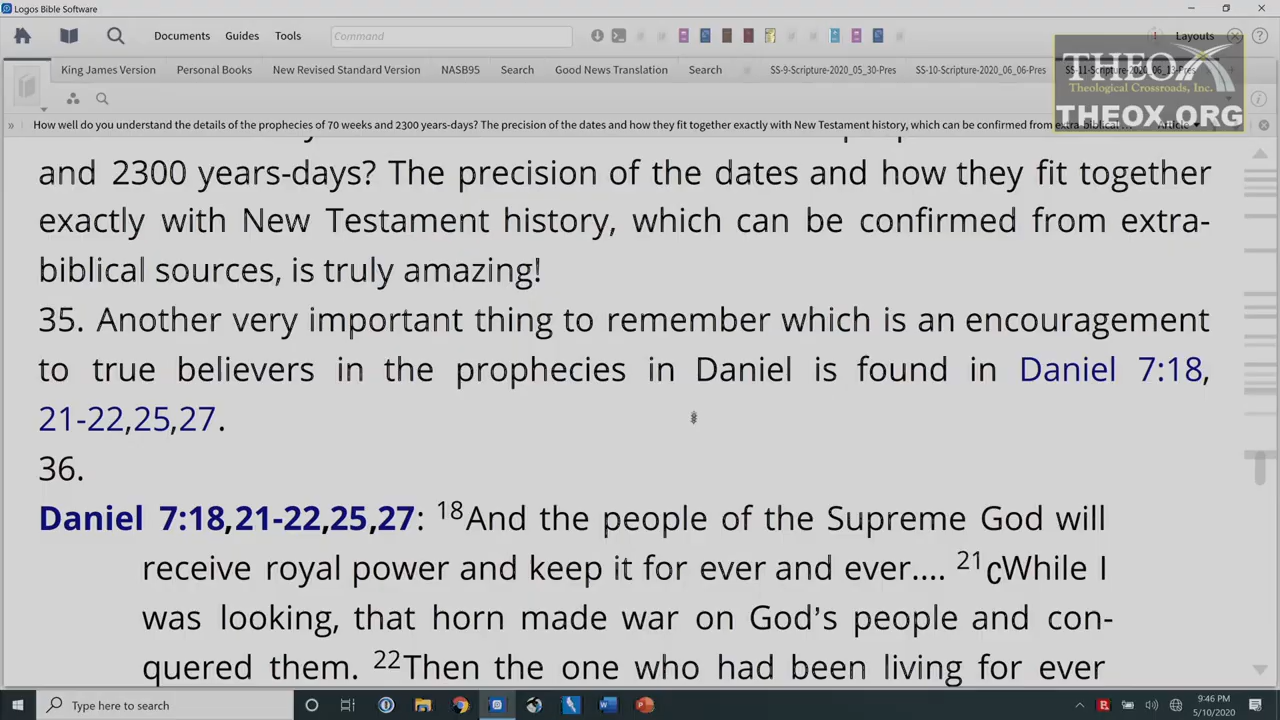 Logos Bible Software
Documents Guides Tools Command Layouts
King James Version Personal Books New Revised Standard 95 Search Good News Translation Search SS-9-Scripture-2020_05_30-Pres SS-10-Scripture-2020_06_06-Pres SS-11-Scripture-2020_06_13-Pres
THEOX
Theological Crossroads, Inc.
THEOX.ORG
How well do you understand the details of the prophecies of 70 weeks and 2300 years-days? The precision of the dates and how they fit together exactly with New Testament history, which can be confirmed from extra-biblical ... Article
and 2300 years-days? The precision of the dates and how they fit together
exactly with New Testament history, which can be confirmed from extra-
biblical sources, is truly amazing!
35. Another very important thing to remember which is an encouragement
to true believers in the prophecies in Daniel is found in Daniel 7:18,
21-22,25,27.
36.
Daniel 7:18,21-22,25,27: 18And the people of the Supreme God will
receive royal power and keep it for ever and ever.... 21cWhile I
was looking, that horn made war on God's people and con-
quered them. 22Then the one who had been living for ever
Type here to search
9:46 PM
5/10/2020